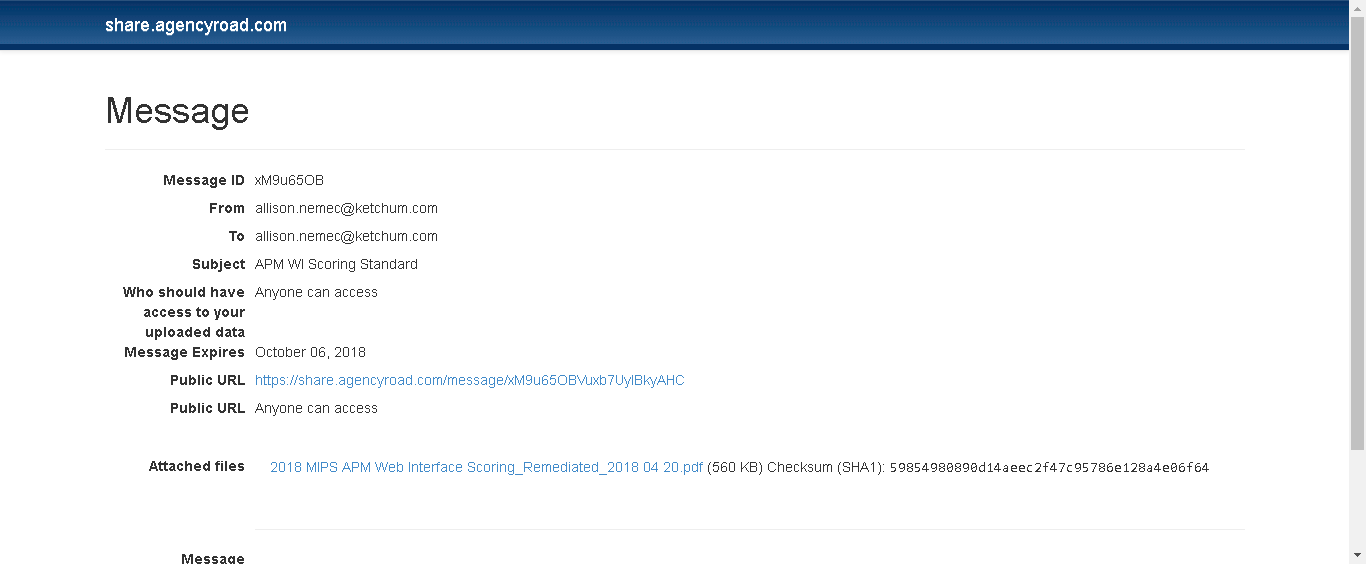 share.agencyroad.com
Message
Message ID xM9u65OB
From allison.nemec@ketchum.com
To allison.nemec@ketchum.com
Subject APM WI Scoring Standard
Who should have Anyone can access
access to your
uploaded data
Message Expires October 06, 2018
Public URL https://share.agencyroad.com/message/xM9u65OBVuxb7UyIBkyAHC
Public URL Anyone can access
Attached files 2018 MIPS APM Web Interface Scoring_Remediated_2018 04 20.pdf (560 KB) Checksum (SHA1): 59854980890d14aeec2f47c95786e128a4e06f64
Message